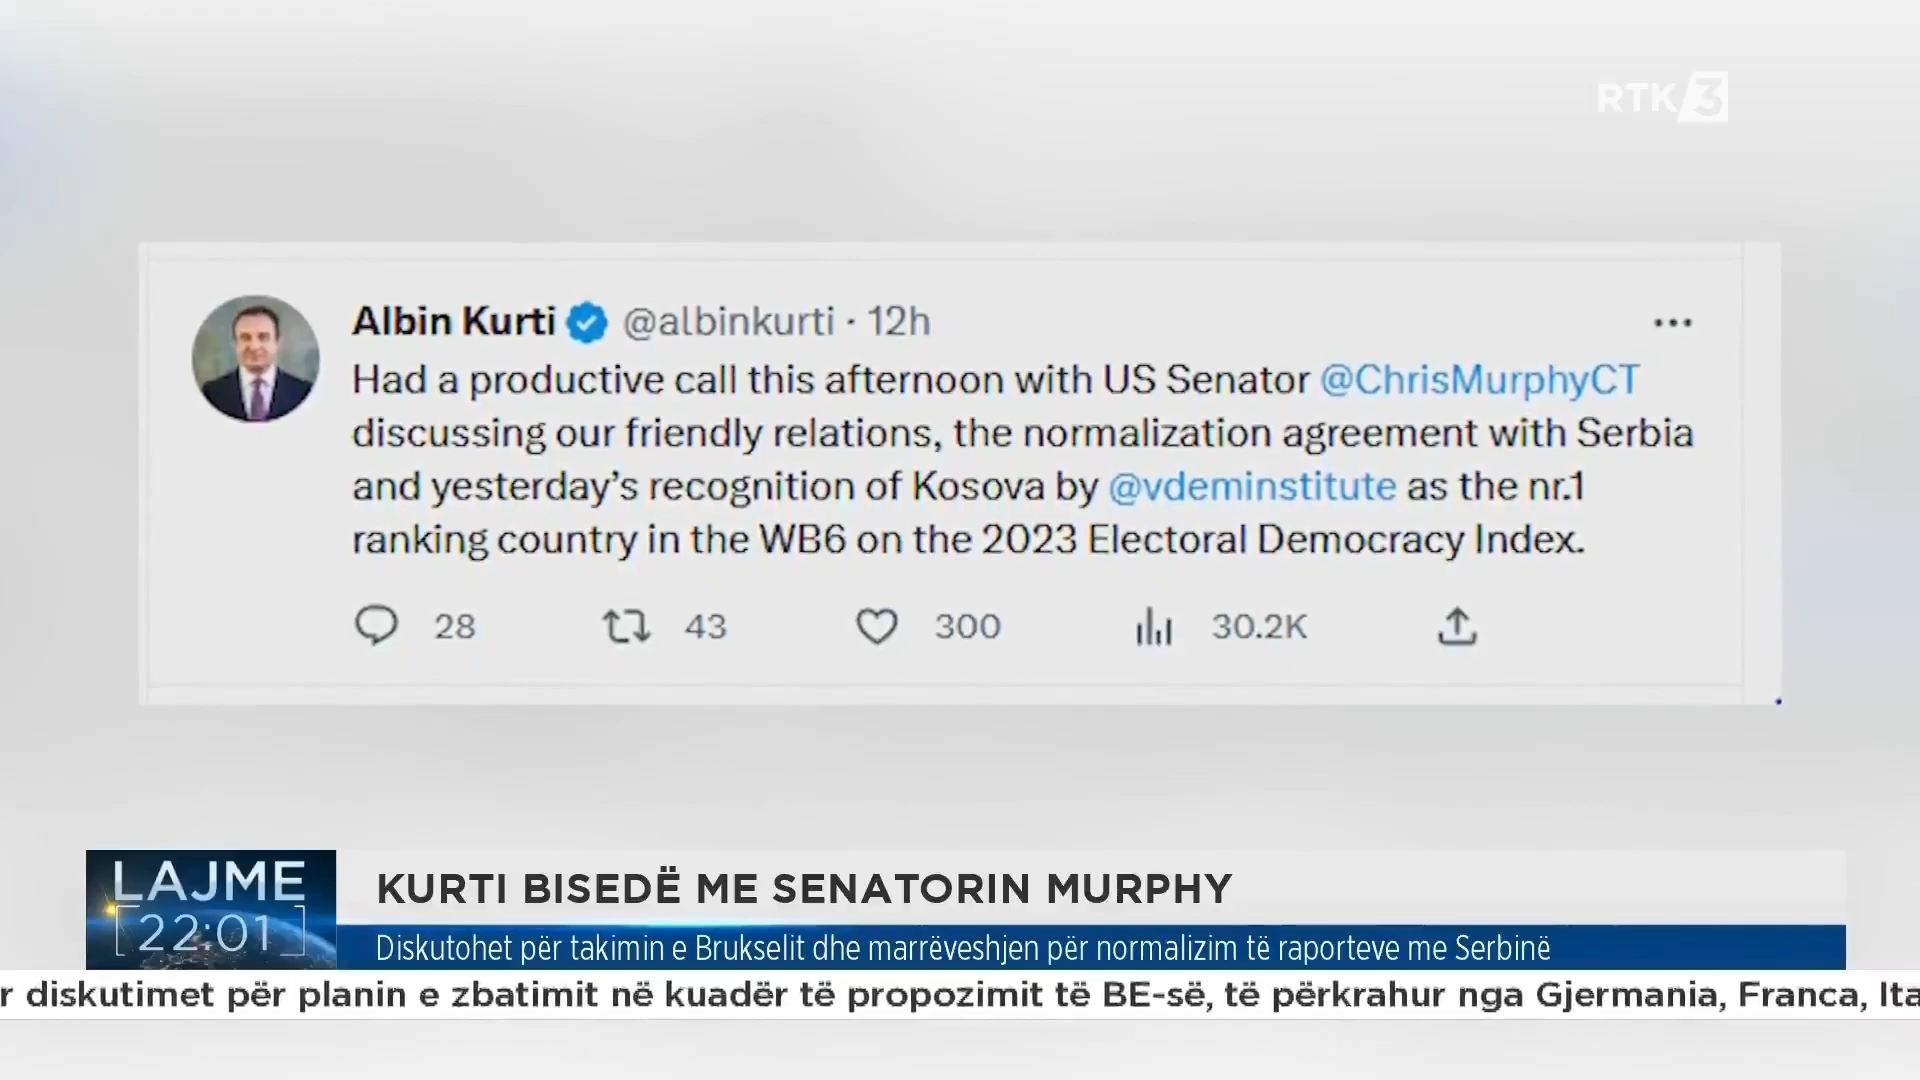 RTK 3
Albin Kurti @albinkurti · 12h
Had a productive call this afternoon with US Senator @ChrisMurphyCT
discussing our friendly relations, the normalization agreement with Serbia
and yesterday’s recognition of Kosova by @vdeminstitute as the nr.1
ranking country in the WB6 on the 2023 Electoral Democracy Index.
28 43 300 30.2K
LAJME
22:01
KURTI BISEDË ME SENATORIN MURPHY
Diskutohet për takimin e Brukselit dhe marrëveshjen për normalizim të raporteve me Serbinë
r diskutimet për planin e zbatimit në kuadër të propozimit të BE-së, të përkrahur nga Gjermania, Franca, Ita